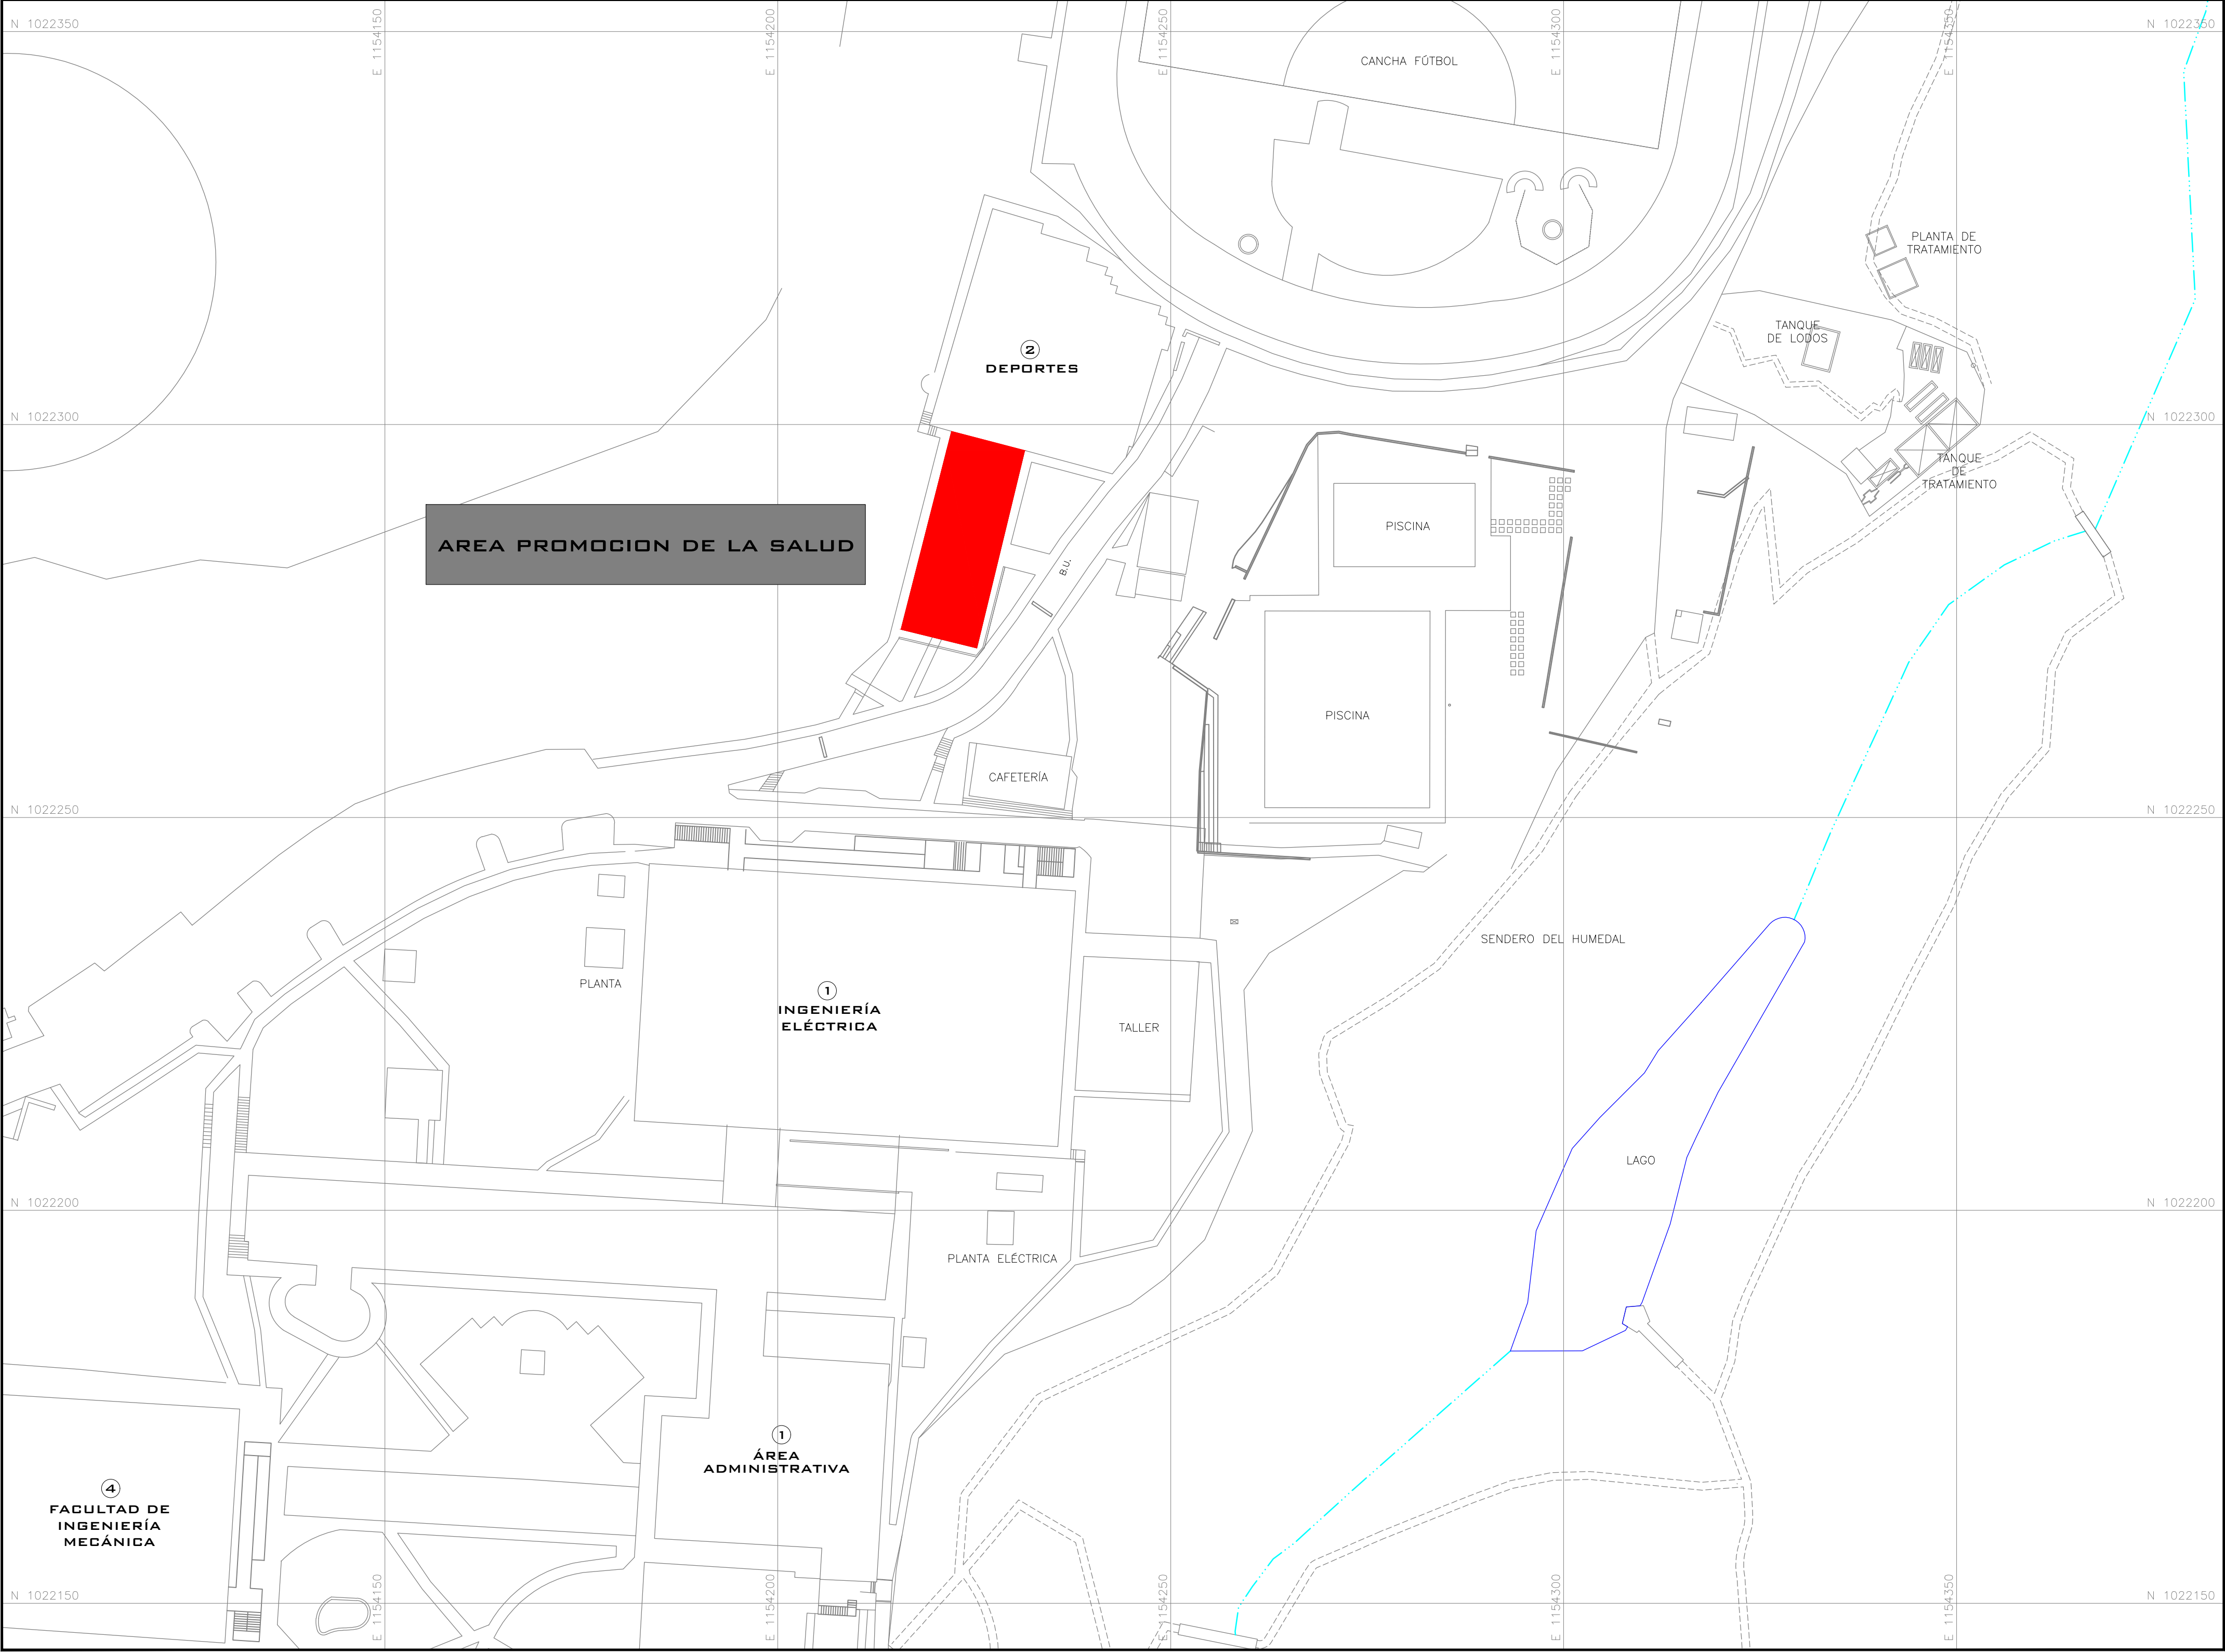 E 1154150
E 1154200
E 1154250
E 1154300
E 1154350
N 1022350
N 1022350
CANCHA FÚTBOL
PLANTA DE
TRATAMIENTO
TANQUE
DE LODOS
2
DEPORTES
N 1022300
N 1022300
TANQUE
DE
TRATAMIENTO
AREA PROMOCION DE LA SALUD
PISCINA
B.U.
PISCINA
CAFETERÍA
N 1022250
N 1022250
SENDERO DEL HUMEDAL
PLANTA
1
INGENIERÍA
ELÉCTRICA
TALLER
LAGO
N 1022200
N 1022200
PLANTA ELÉCTRICA
1
ÁREA
ADMINISTRATIVA
4
FACULTAD DE
INGENIERÍA
MECÁNICA
N 1022150
N 1022150
E 1154150
E 1154200
E 1154250
E 1154300
E 1154350